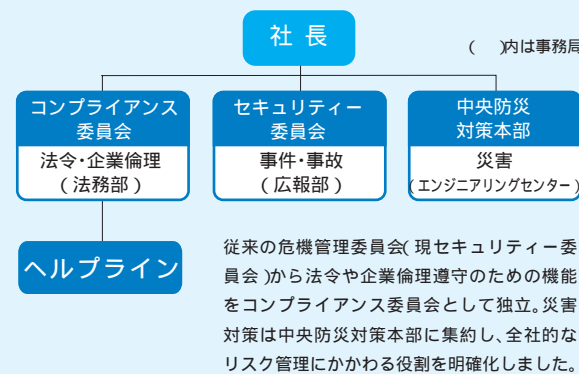 社長
(　)内は事務局
コンプライアンス
委員会
法令・企業倫理
(法務部)
セキュリティー
委員会
事件・事故
(広報部)
中央防災
対策本部
災害
(エンジニアリングセンター)
ヘルプライン
従来の危機管理委員会(現セキュリティー委
員会)から法令や企業倫理遵守のための機能
をコンプライアンス委員会として独立。災害
対策は中央防災対策本部に集約し、全社的な
リスク管理にかかわる役割を明確化しました。